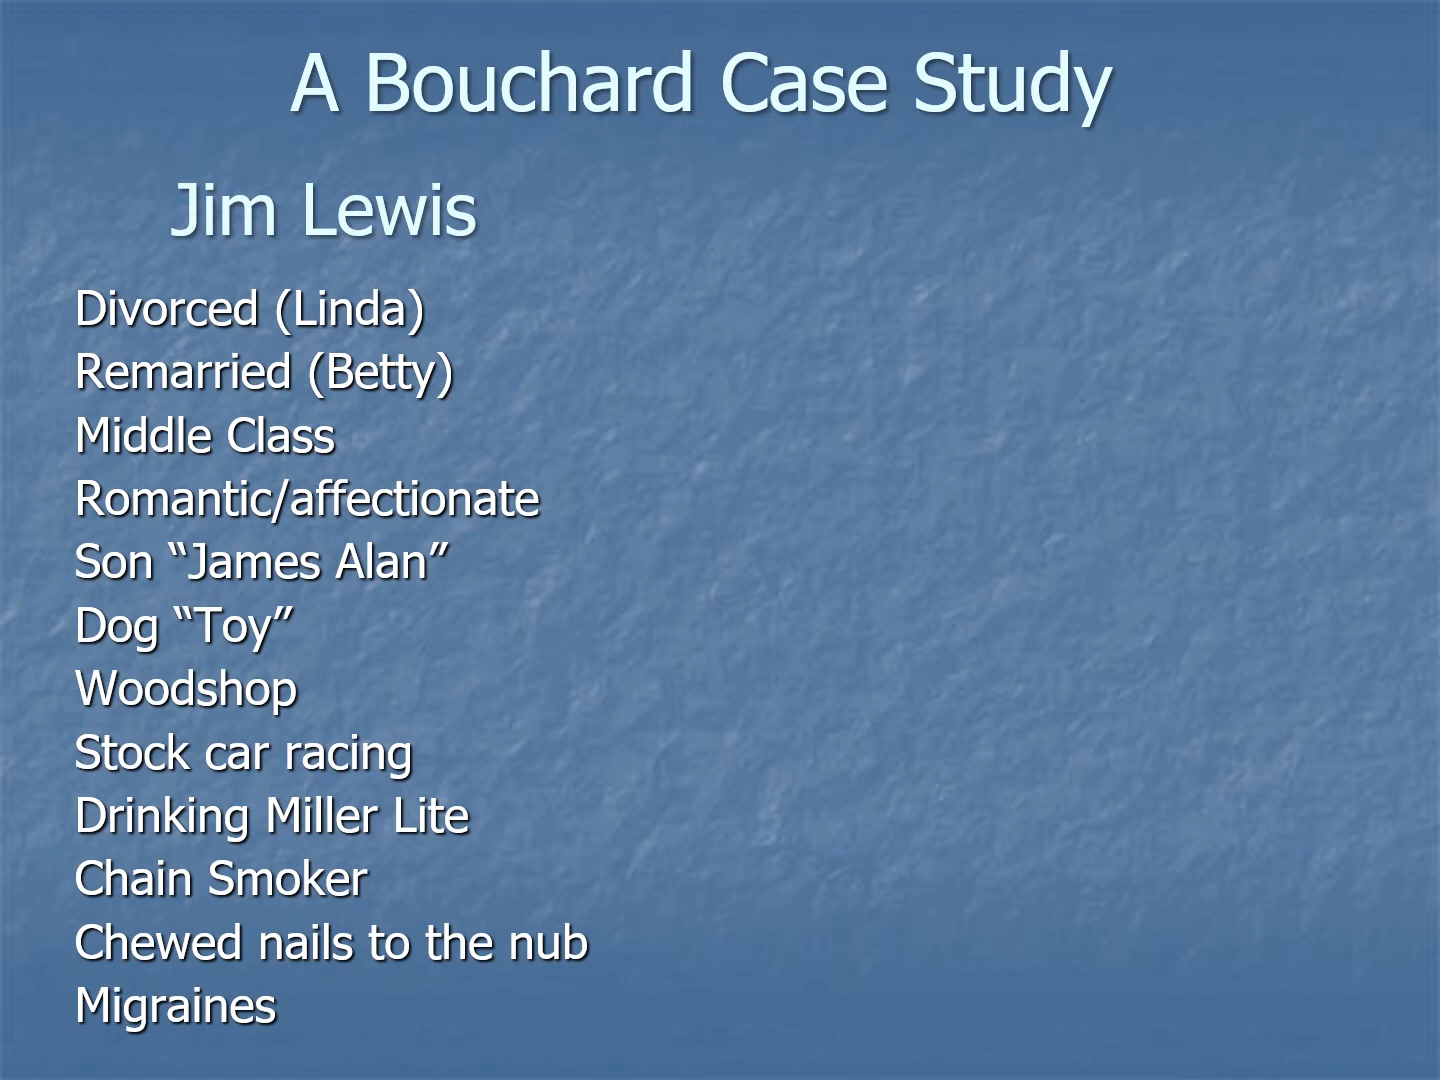 A Bouchard Case Study
Jim Lewis
Divorced (Linda)
Remarried (Betty)
Middle Class
Romantic/affectionate
Son “James Alan”
Dog “Toy”
Woodshop
Stock car racing
Drinking Miller Lite
Chain Smoker
Chewed nails to the nub
Migraines